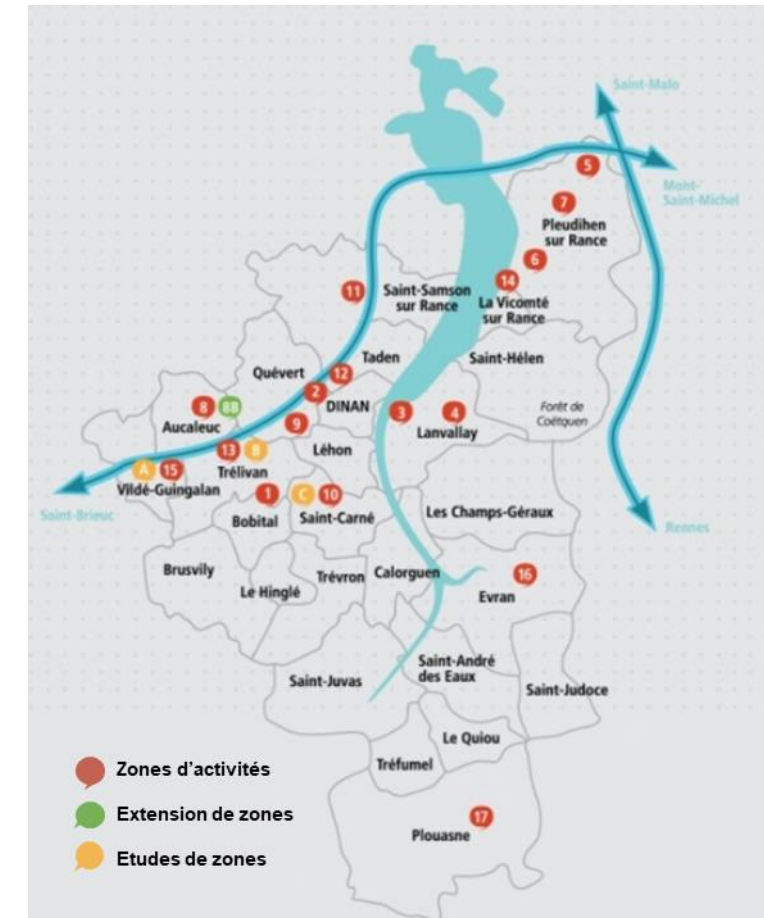 Saint-Malo
5
Mont-
Saint-Michel
7
Pleudihen
sur Rance
6
14
La Vicomté
sur Rance
11
Saint-Samson
sur Rance
Taden
Saint-Hélen
Quévert
12
2
DINAN
8
8B
Aucaleuc
9
3
4
Lanvallay
Forêt de
Coëtquen
Léhon
13
B
Trélivan
A
15
Vildé-Guingalan
Saint-Brieuc
1
Bobital
C
10
Saint-Carné
Les Champs-Géraux
Rennes
Brusvily
Le Hinglé
Trévron
Calorguen
16
Evran
Saint-Juvas
Saint-André
des Eaux
Saint-Judoce
Le Quiou
Tréfumel
17
Plouasne
Zones d'activités
Extension de zones
Etudes de zones